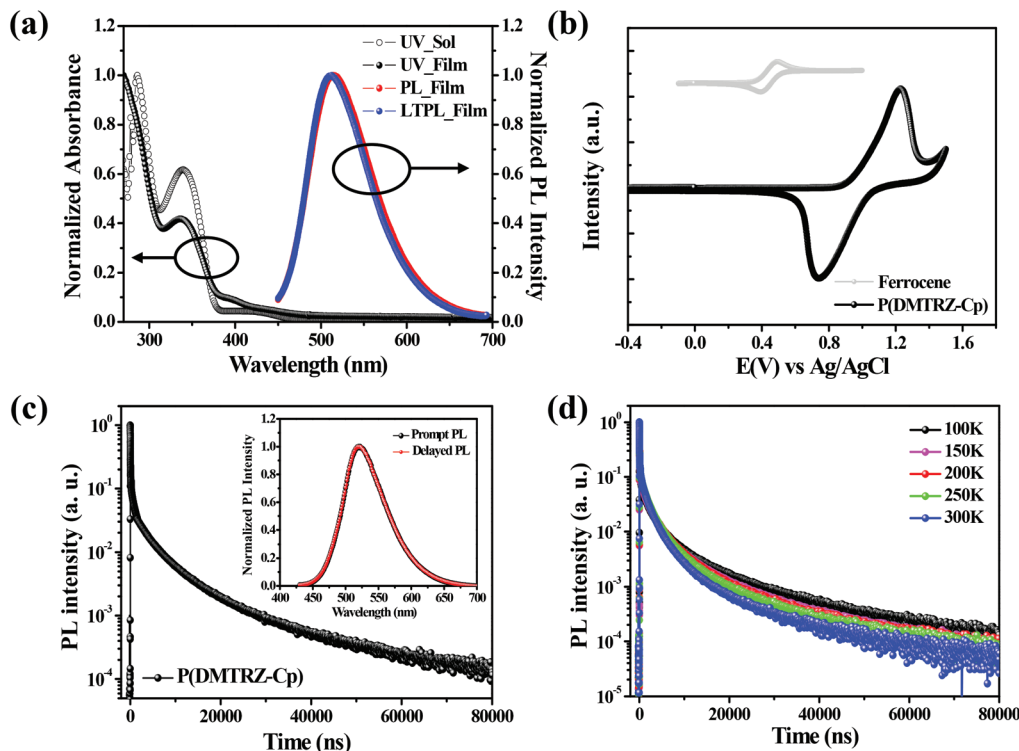 (a)
UV_Sol
UV_Film
PL_Film
LTPL_Film
Normalized Absorbance
1.0
0.8
0.6
0.4
0.2
0.0
Normalized PL Intensity
1.0
0.8
0.6
0.4
0.2
0.0
300 400 500 600 700
Wavelength (nm)
(b)
Intensity (a.u.)
Ferrocene
P(DMTRZ-Cp)
-0.4 0.0 0.4 0.8 1.2 1.6
E(V) vs Ag/AgCl
(c)
PL intensity (a. u.)
10^0
10^-1
10^-2
10^-3
10^-4
P(DMTRZ-Cp)
0 20000 40000 60000 80000
Time (ns)
Normalized PL Intensity
1.4
1.2
1.0
0.8
0.6
0.4
0.2
0.0
Prompt PL
Delayed PL
400 450 500 550 600 650 700
Wavelength (nm)
(d)
PL intensity (a. u.)
10^0
10^-1
10^-2
10^-3
10^-4
10^-5
100K
150K
200K
250K
300K
0 20000 40000 60000 80000
Time (ns)